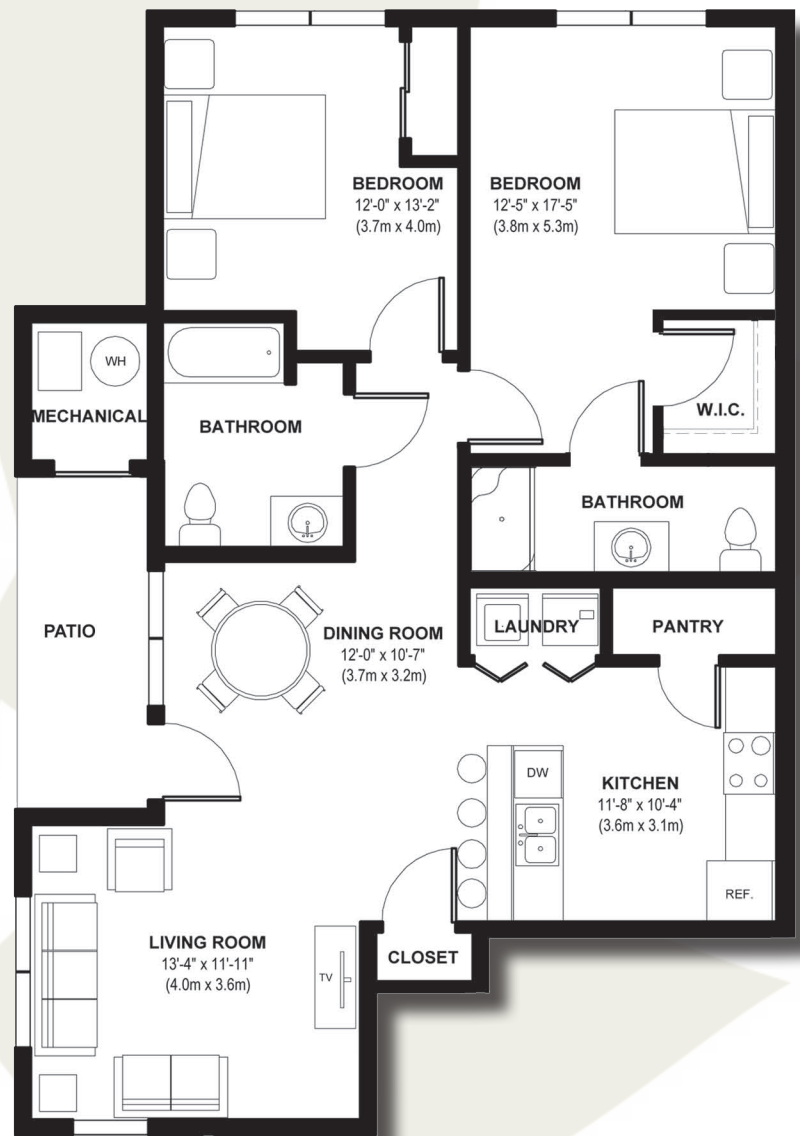 BEDROOM
12'-0" x 13'-2"
(3.7m x 4.0m)
BEDROOM
12'-5" x 17'-5"
(3.8m x 5.3m)
WH
MECHANICAL
BATHROOM
W.I.C.
BATHROOM
PATIO
DINING ROOM
12'-0" x 10'-7"
(3.7m x 3.2m)
LAUNDRY
PANTRY
DW
KITCHEN
11'-8" x 10'-4"
(3.6m x 3.1m)
REF.
LIVING ROOM
13'-4" x 11'-11"
(4.0m x 3.6m)
TV
CLOSET